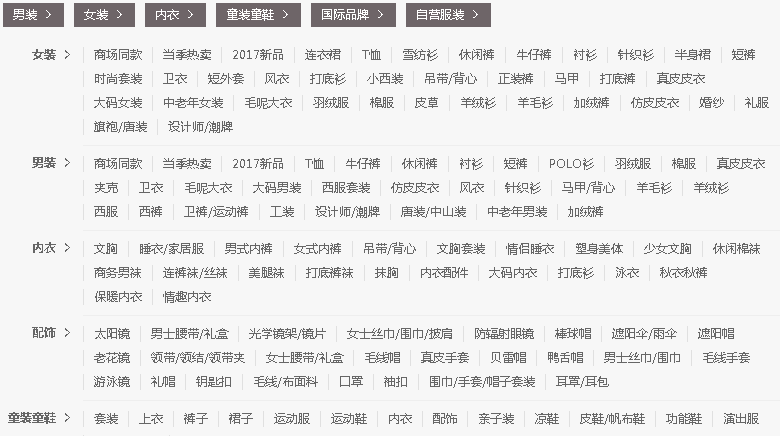 男装 > 女装 > 内衣 > 童装童鞋 > 国际品牌 > 自营服装 >
女装 > 商场同款 当季热卖 2017新品 连衣裙 T恤 雪纺衫 休闲裤 牛仔裤 衬衫 针织衫 半身裙 短裤
时尚套装 卫衣 短外套 风衣 打底衫 小西装 吊带/背心 正装裤 马甲 打底裤 真皮皮衣
大码女装 中老年女装 毛呢大衣 羽绒服 棉服 皮草 羊绒衫 羊毛衫 加绒裤 仿皮皮衣 婚纱 礼服
旗袍/唐装 设计师/潮牌
男装 > 商场同款 当季热卖 2017新品 T恤 牛仔裤 休闲裤 衬衫 短裤 POLO衫 羽绒服 棉服 真皮皮衣
夹克 卫衣 毛呢大衣 大码男装 西服套装 仿皮皮衣 风衣 针织衫 马甲/背心 羊毛衫 羊绒衫
西服 西裤 卫裤/运动裤 工装 设计师/潮牌 唐装/中山装 中老年男装 加绒裤
内衣 > 文胸 睡衣/家居服 男式内裤 女式内裤 吊带/背心 文胸套装 情侣睡衣 塑身美体 少女文胸 休闲棉袜
商务男袜 连裤袜/丝袜 美腿袜 打底裤袜 抹胸 内衣配件 大码内衣 打底衫 泳衣 秋衣秋裤
保暖内衣 情趣内衣
配饰 > 太阳镜 男士腰带/礼盒 光学镜架/镜片 女士丝巾/围巾/披肩 防辐射眼镜 棒球帽 遮阳伞/雨伞 遮阳帽
老花镜 领带/领结/领带夹 女士腰带/礼盒 毛线帽 真皮手套 贝雷帽 鸭舌帽 男士丝巾/围巾 毛线手套
游泳镜 礼帽 钥匙扣 毛线/布面料 口罩 袖扣 围巾/手套/帽子套装 耳罩/耳包
童装童鞋 > 套装 上衣 裤子 裙子 运动服 运动鞋 内衣 配饰 亲子装 凉鞋 皮鞋/帆布鞋 功能鞋 演出服